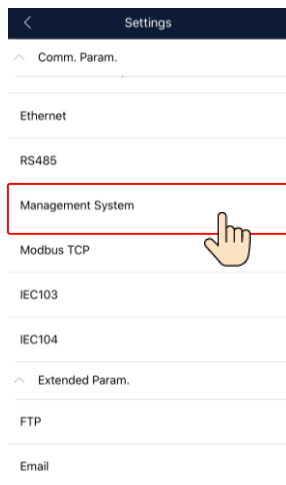 Settings
Comm. Param.
Ethernet
RS485
Management System
Modbus TCP
IEC103
IEC104
Extended Param.
FTP
Email